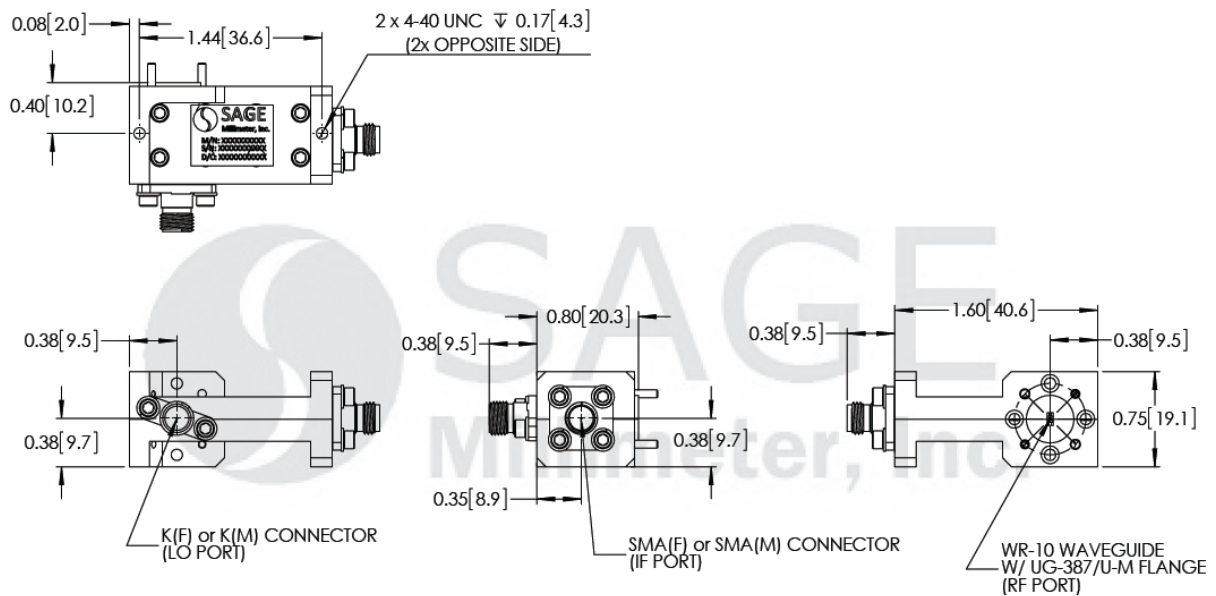 0.08[2.0]
1.44[36.6]
2 x 4-40 UNC ↧ 0.17[4.3]
(2x OPPOSITE SIDE)
0.40[10.2]
SAGE
Millimeter, Inc.
M/N: XXXXXXXXXX
S/N: XXXXXXXXXX
D/C: XXXXXXXXXX
SAGE
Millimeter, Inc
0.38[9.5]
0.38[9.7]
K(F) or K(M) CONNECTOR
(LO PORT)
0.80[20.3]
0.38[9.5]
0.38[9.7]
0.35[8.9]
SMA(F) or SMA(M) CONNECTOR
(IF PORT)
1.60[40.6]
0.38[9.5]
0.38[9.5]
0.75[19.1]
WR-10 WAVEGUIDE
W/ UG-387/U-M FLANGE
(RF PORT)